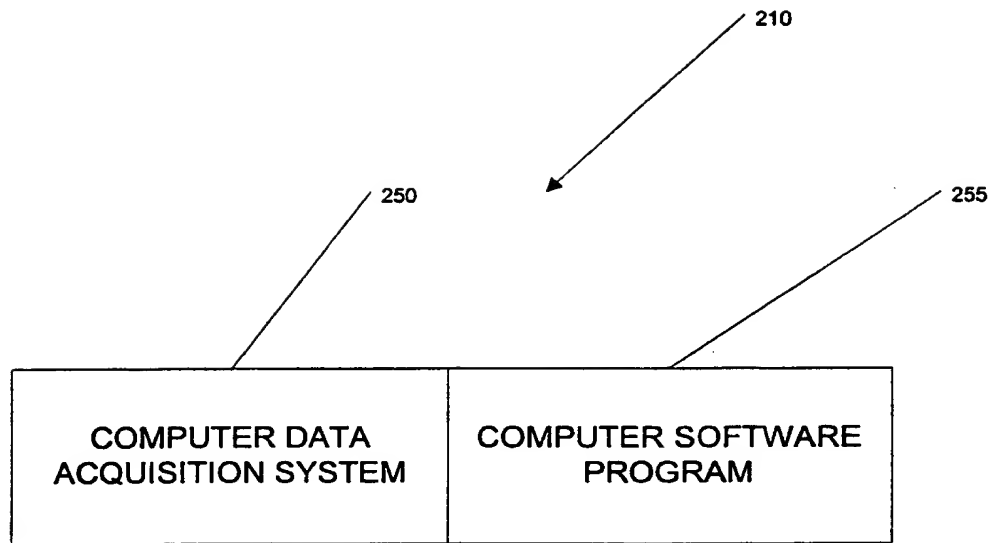 210
250
255
COMPUTER DATA
ACQUISITION SYSTEM
COMPUTER SOFTWARE
PROGRAM